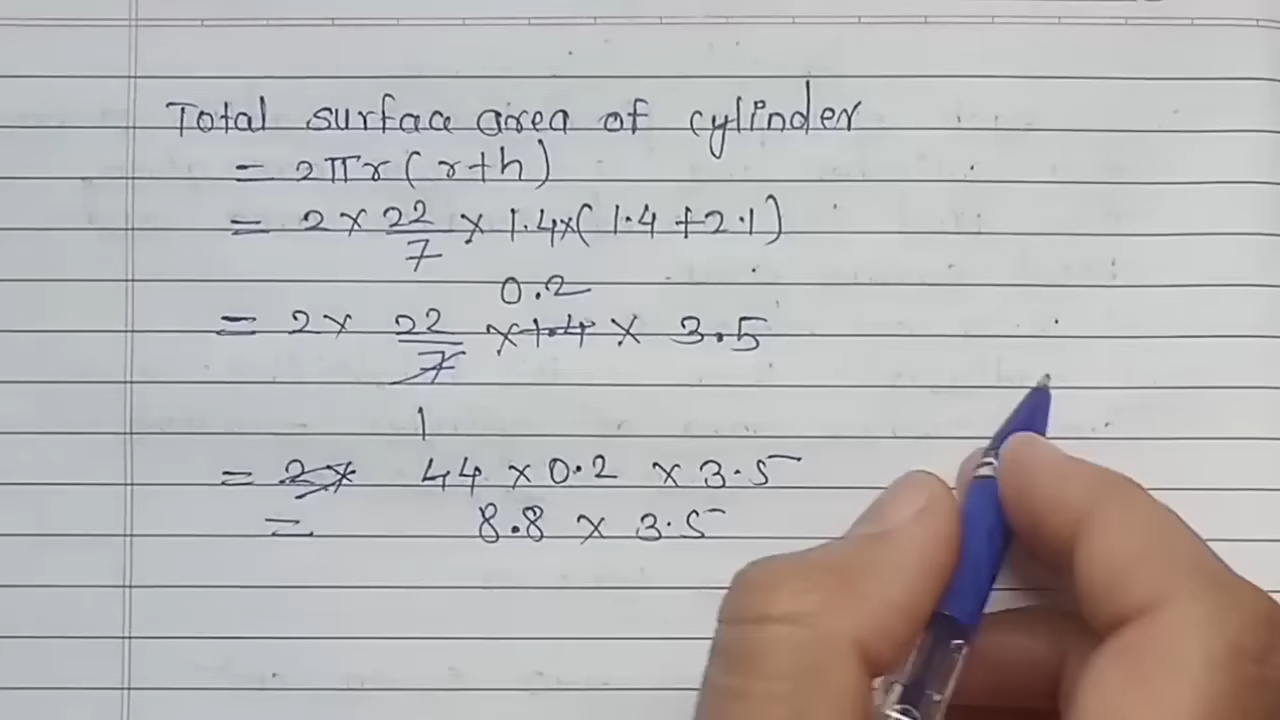 Total surface area of cylinder
= 2πr(r+h)
= 2 × 22/7 × 1.4×(1.4+2.1)
0.2
= 2× 22/7 ×1.4× 3.5
1
= 2× 44 ×0.2 ×3.5
= 8.8 × 3.5